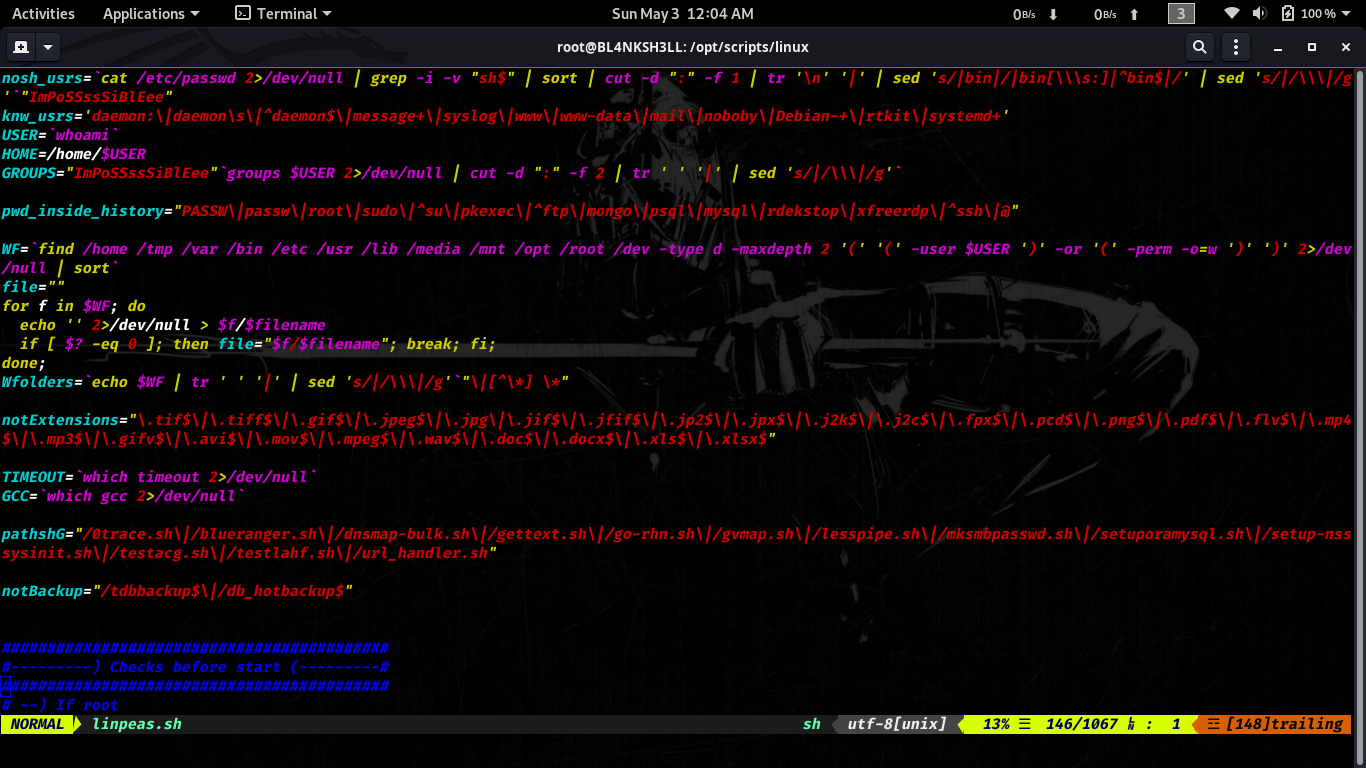 Activities Applications Terminal Sun May 3 12:04 AM 0B/s 0B/s 3 100 %
root@BL4NKSH3LL: /opt/scripts/linux
nosh_usrs=`cat /etc/passwd 2>/dev/null | grep -i -v "sh$" | sort | cut -d ":" -f 1 | tr '\n' '|' | sed 's/|bin|/|bin[\\\s:]|^bin$|/' | sed 's/|/\\\|/g
'`"ImPoSSssSiBlEee"
knw_usrs='daemon:\|daemon\s\|^daemon$\|message+\|syslog\|www\|www-data\|mail\|noboby\|Debian-+\|rtkit\|systemd+'
USER=`whoami`
HOME=/home/$USER
GROUPS="ImPoSSssSiBlEee"`groups $USER 2>/dev/null | cut -d ":" -f 2 | tr ' ' '|' | sed 's/|/\\\|/g'`
pwd_inside_history="PASSW\|passw\|root\|sudo\|^su\|pkexec\|^ftp\|mongo\|psql\|mysql\|rdekstop\|xfreerdp\|^ssh\|@"
WF=`find /home /tmp /var /bin /etc /usr /lib /media /mnt /opt /root /dev -type d -maxdepth 2 '(' '(' -user $USER ')' -or '(' -perm -o=w ')' ')' 2>/dev
/null | sort`
file=""
for f in $WF; do
  echo '' 2>/dev/null > $f/$filename
  if [ $? -eq 0 ]; then file="$f/$filename"; break; fi;
done;
Wfolders=`echo $WF | tr ' ' '|' | sed 's/|/\\\|/g'`"\|[^\*] \*"
notExtensions="\.tif$\|\.tiff$\|\.gif$\|\.jpeg$\|\.jpg\|\.jif$\|\.jfif$\|\.jp2$\|\.jpx$\|\.j2k$\|\.j2c$\|\.fpx$\|\.pcd$\|\.png$\|\.pdf$\|\.flv$\|\.mp4
$\|\.mp3$\|\.gifv$\|\.avi$\|\.mov$\|\.mpeg$\|\.wav$\|\.doc$\|\.docx$\|\.xls$\|\.xlsx$"
TIMEOUT=`which timeout 2>/dev/null`
GCC=`which gcc 2>/dev/null`
pathshG="/0trace.sh\|/blueranger.sh\|/dnsmap-bulk.sh\|/gettext.sh\|/go-rhn.sh\|/gvmap.sh\|/lesspipe.sh\|/mksmbpasswd.sh\|/setuporamysql.sh\|/setup-nss
sysinit.sh\|/testacg.sh\|/testlahf.sh\|/url_handler.sh"
notBackup="/tdbbackup$\|/db_hotbackup$"
###########################################
#---------) Checks before start (---------#
###########################################
# --) If root
NORMAL linpeas.sh sh utf-8[unix] 13% ☰ 146/1067 ㏑ : 1 ☲ [148]trailing